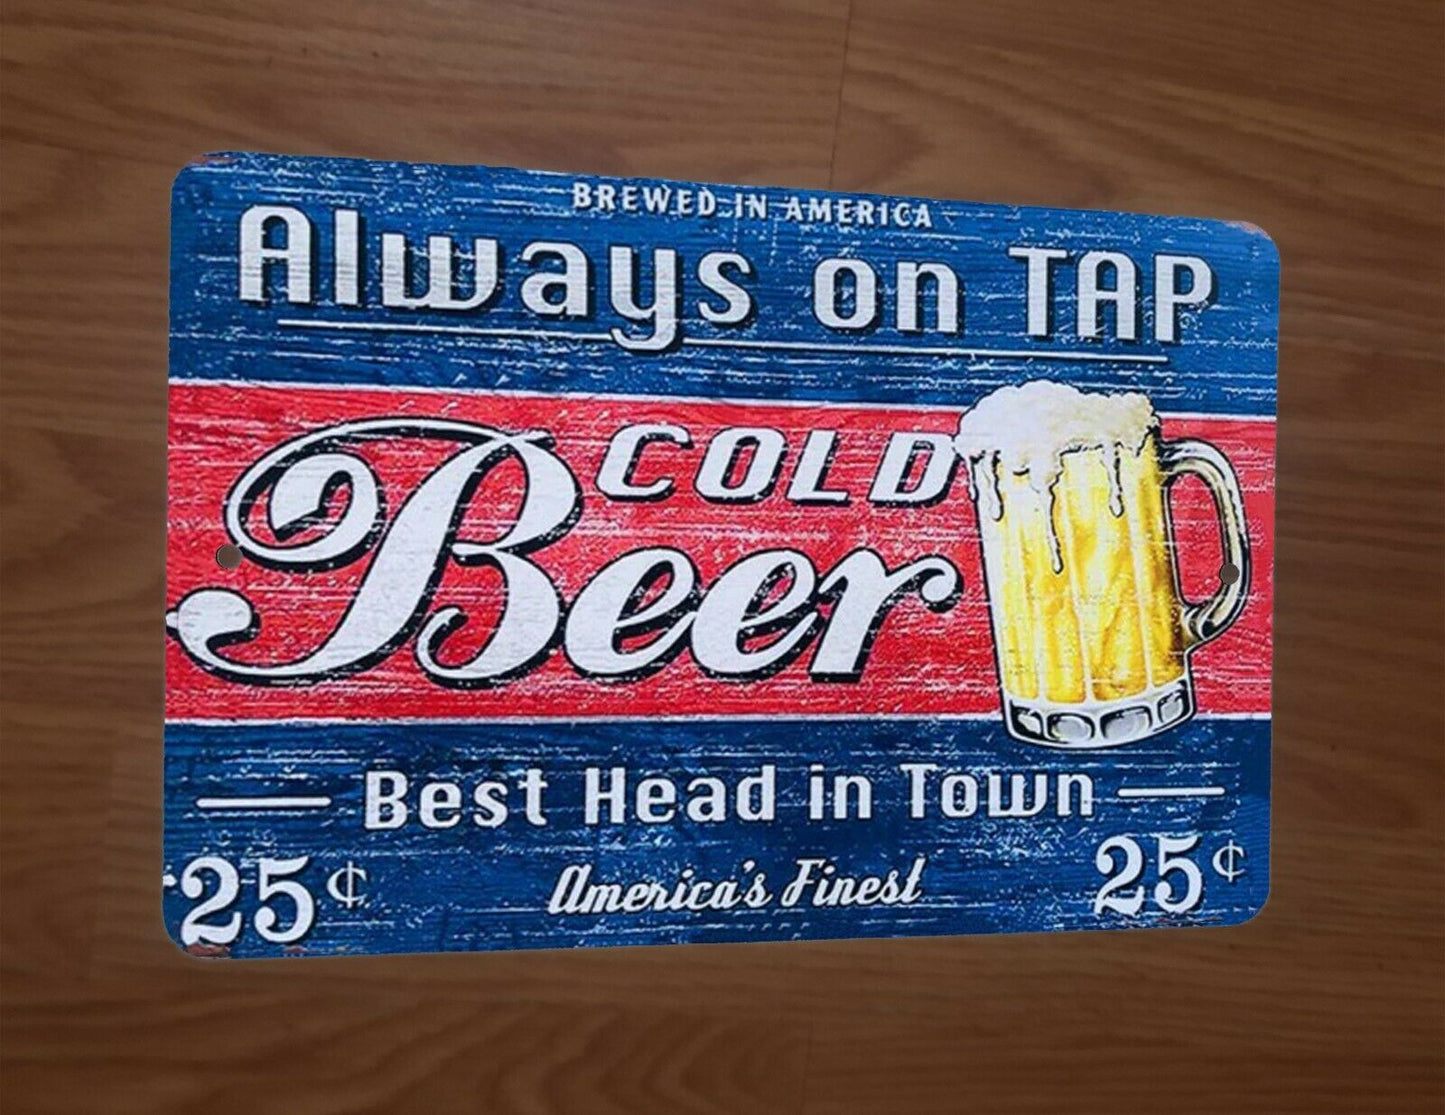 BREWED IN AMERICA
Always on TAP
COLD
Beer
Best Head in Town
25¢ America's Finest 25¢